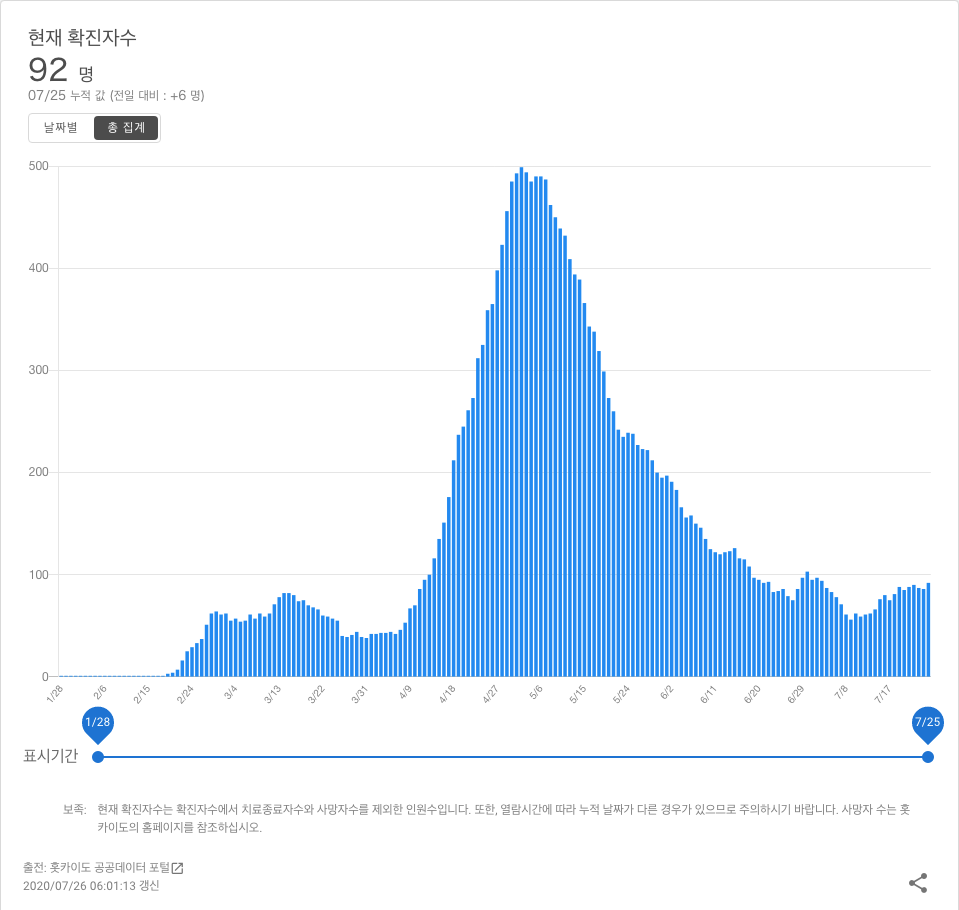 현재 확진자수
92 명
07/25 누적 값 (전일 대비 : +6 명)
날짜별 총 집계
500
400
300
200
100
0
1/28 2/6 2/15 2/24 3/4 3/13 3/22 3/31 4/9 4/18 4/27 5/6 5/15 5/24 6/2 6/11 6/20 6/29 7/8 7/17
1/28 7/25
표시기간
보족: 현재 확진자수는 확진자수에서 치료종료자수와 사망자수를 제외한 인원수입니다. 또한, 열람시간에 따라 누적 날짜가 다른 경우가 있으므로 주의하시기 바랍니다. 사망자 수는 홋
카이도의 홈페이지를 참조하십시오.
출전: 홋카이도 공공데이터 포털
2020/07/26 06:01:13 갱신